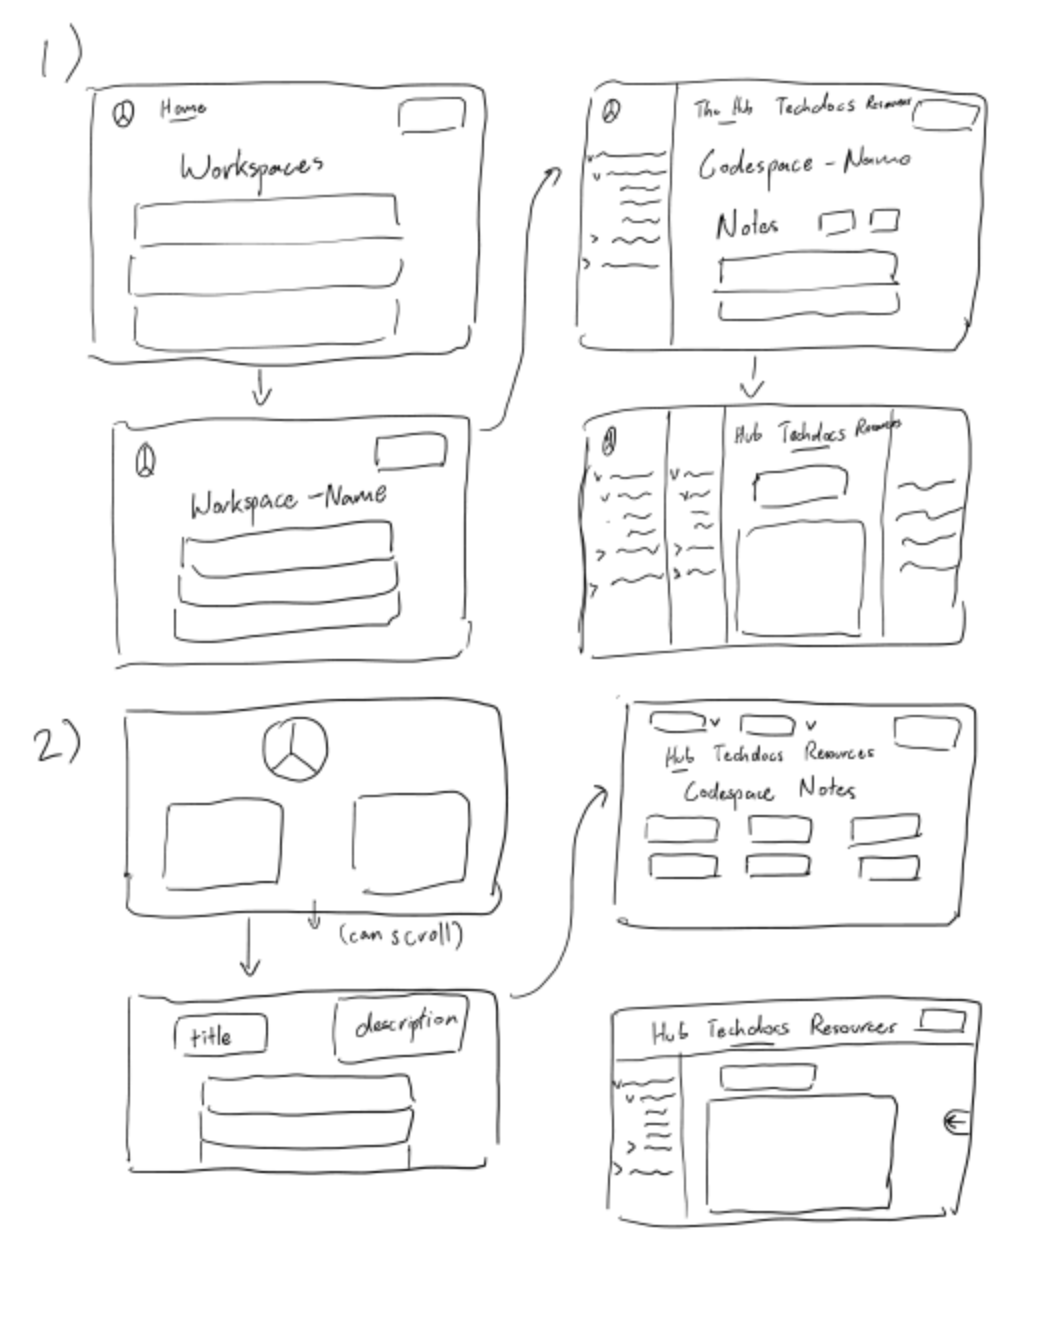 1)
Home
Workspaces
Workspace - Name
The Hub Techdocs Resources
Codespace - Name
Notes
Hub Techdocs Resources
2)
(can scroll)
title
description
Hub Techdocs Resources
Codespace Notes
Hub Techdocs Resources